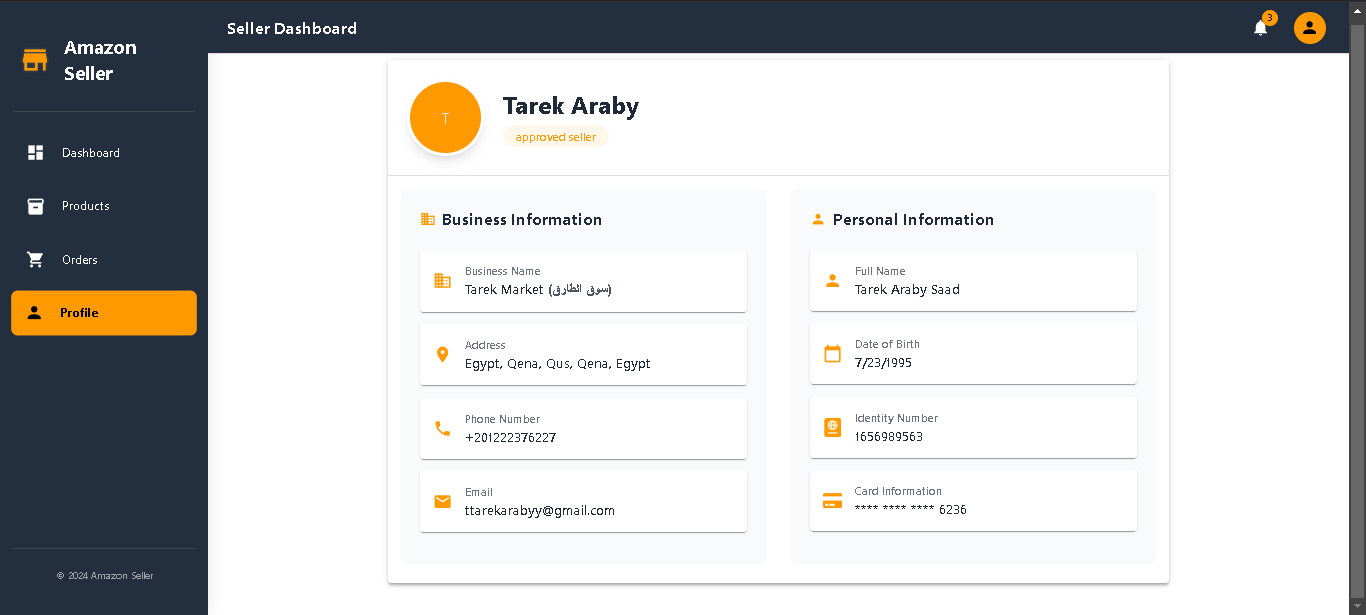 Amazon
Seller
Seller Dashboard
3
Dashboard
Products
Orders
Profile
© 2024 Amazon Seller
T
Tarek Araby
approved seller
Business Information
Business Name
Tarek Market (سوق الطارق)
Address
Egypt, Qena, Qus, Qena, Egypt
Phone Number
+201222376227
Email
ttarekarabyy@gmail.com
Personal Information
Full Name
Tarek Araby Saad
Date of Birth
7/23/1995
Identity Number
1656989563
Card Information
**** **** **** 6236